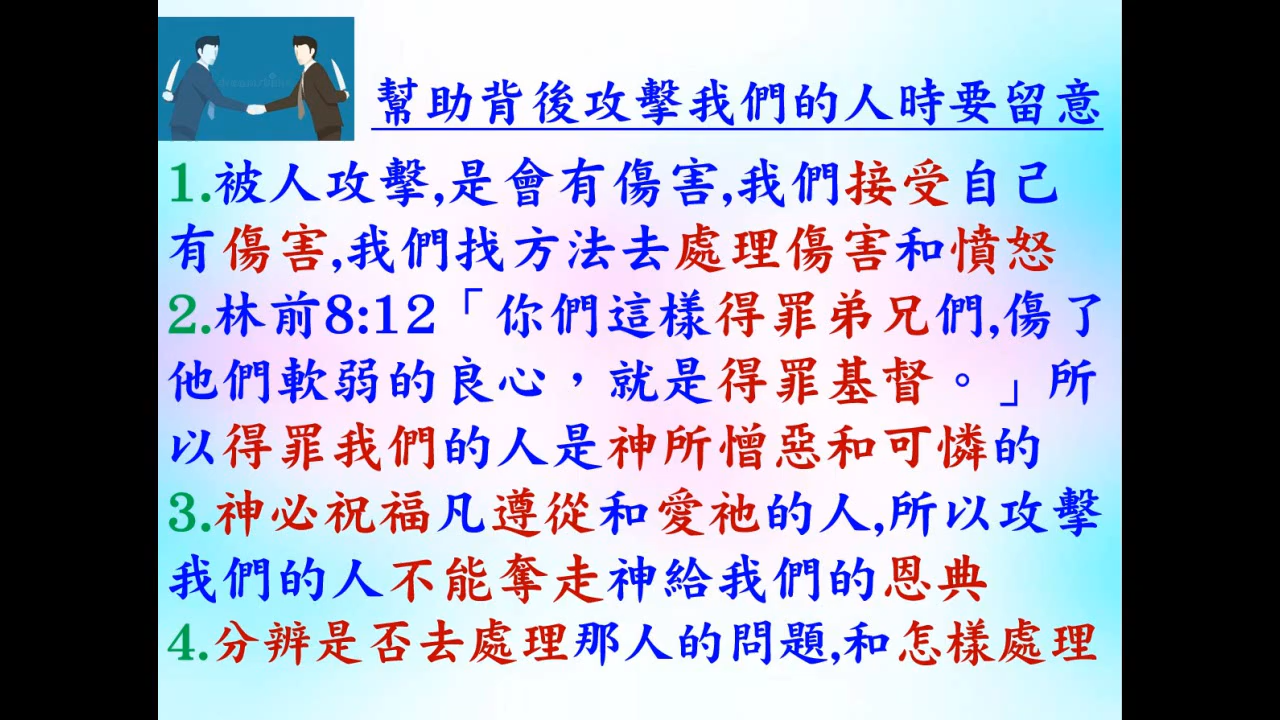 幫助背後攻擊我們的人時要留意
1.被人攻擊,是會有傷害,我們接受自己
有傷害,我們找方法去處理傷害和憤怒
2.林前8:12「你們這樣得罪弟兄們,傷了
他們軟弱的良心，就是得罪基督。」所
以得罪我們的人是神所憎惡和可憐的
3.神必祝福凡遵從和愛祂的人,所以攻擊
我們的人不能奪走神給我們的恩典
4.分辨是否去處理那人的問題,和怎樣處理